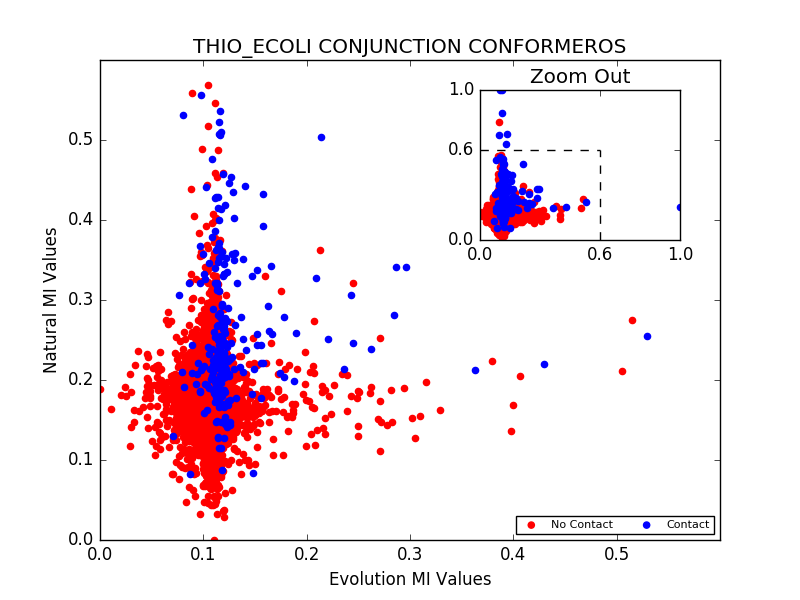 THIO_ECOLI CONJUNCTION CONFORMEROS
Zoom Out
1.0
0.6
0.0
0.0 0.6 1.0
Natural MI Values
0.5
0.4
0.3
0.2
0.1
0.0
No Contact Contact
0.0 0.1 0.2 0.3 0.4 0.5
Evolution MI Values